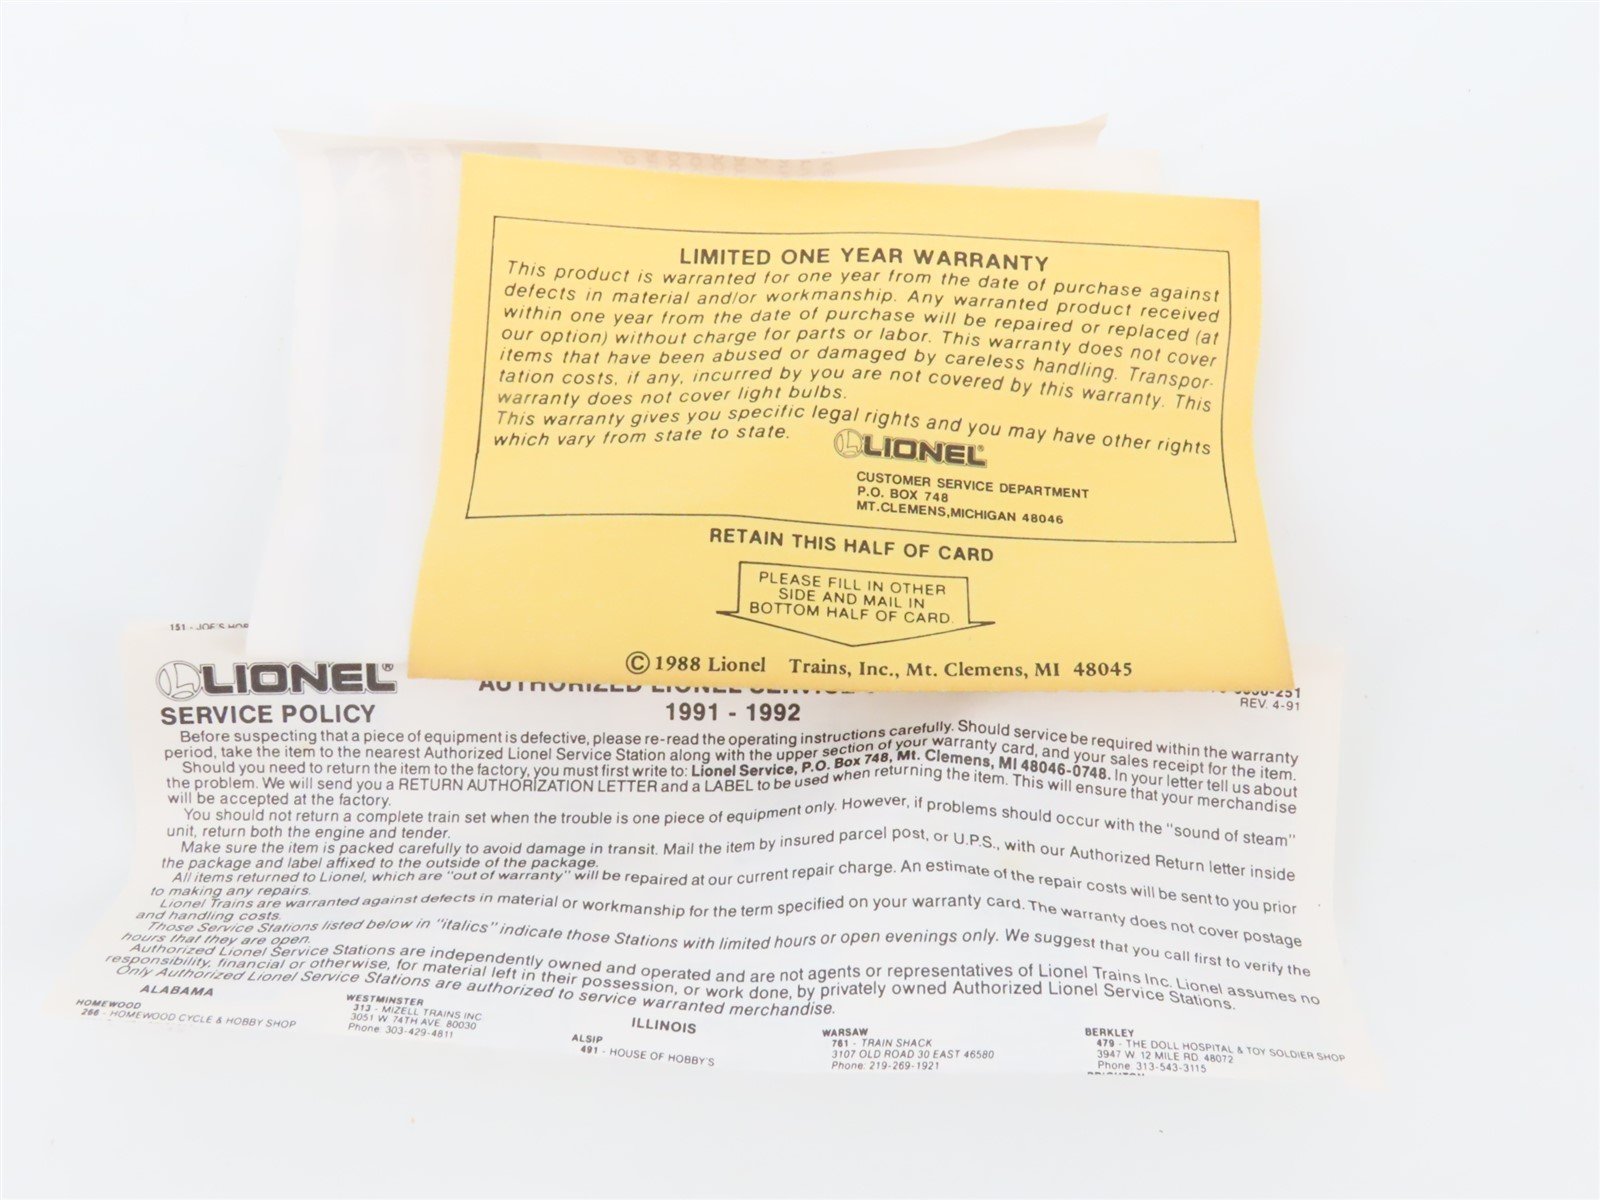 LIMITED ONE YEAR WARRANTY
This product is warranted for one year from the date of purchase against
defects in material and/or workmanship. Any warranted product received
within one year from the date of purchase will be repaired or replaced (at
our option) without charge for parts or labor. This warranty does not cover
items that have been abused or damaged by careless handling. Transpor-
tation costs, if any, incurred by you are not covered by this warranty. This
warranty does not cover light bulbs.
This warranty gives you specific legal rights and you may have other rights
which vary from state to state.
LIONEL®
CUSTOMER SERVICE DEPARTMENT
P.O. BOX 748
MT.CLEMENS,MICHIGAN 48046
RETAIN THIS HALF OF CARD
PLEASE FILL IN OTHER
SIDE AND MAIL IN
BOTTOM HALF OF CARD.
© 1988 Lionel Trains, Inc., Mt. Clemens, MI 48045
151 - JOE'S
LIONEL®
SERVICE POLICY
AUTHORIZED LIONEL SERVICE
1991 - 1992
REV. 4-91
Before suspecting that a piece of equipment is defective, please re-read the operating instructions carefully. Should service be required within the warranty
period, take the item to the nearest Authorized Lionel Service Station along with the upper section of your warranty card, and your sales receipt for the item.
Should you need to return the item to the factory, you must first write to: Lionel Service, P.O. Box 748, Mt. Clemens, MI 48046-0748. In your letter tell us about
the problem. We will send you a RETURN AUTHORIZATION LETTER and a LABEL to be used when returning the item. This will ensure that your merchandise
will be accepted at the factory.
You should not return a complete train set when the trouble is one piece of equipment only. However, if problems should occur with the "sound of steam"
unit, return both the engine and tender.
Make sure the item is packed carefully to avoid damage in transit. Mail the item by insured parcel post, or U.P.S., with our Authorized Return letter inside
the package and label affixed to the outside of the package.
All items returned to Lionel, which are "out of warranty" will be repaired at our current repair charge. An estimate of the repair costs will be sent to you prior
to making any repairs.
Lionel Trains are warranted against defects in material or workmanship for the term specified on your warranty card. The warranty does not cover postage
and handling costs.
Those Service Stations listed below in "italics" indicate those Stations with limited hours or open evenings only. We suggest that you call first to verify the
hours that they are open.
Authorized Lionel Service Stations are independently owned and operated and are not agents or representatives of Lionel Trains Inc. Lionel assumes no
responsibility, financial or otherwise, for material left in their possession, or work done, by privately owned Authorized Lionel Service Stations.
Only Authorized Lionel Service Stations are authorized to service warranted merchandise.
ALABAMA
HOMEWOOD
266 - HOMEWOOD CYCLE & HOBBY SHOP
WESTMINSTER
313 - MIZELL TRAINS INC
3051 W. 74TH AVE. 80030
Phone: 303-429-4811
ILLINOIS
ALSIP
491 - HOUSE OF HOBBY'S
WARSAW
781 - TRAIN SHACK
3107 OLD ROAD 30 EAST 46580
Phone: 219-269-1921
BERKLEY
479 - THE DOLL HOSPITAL & TOY SOLDIER SHOP
3947 W. 12 MILE RD. 48072
Phone: 313-543-3115